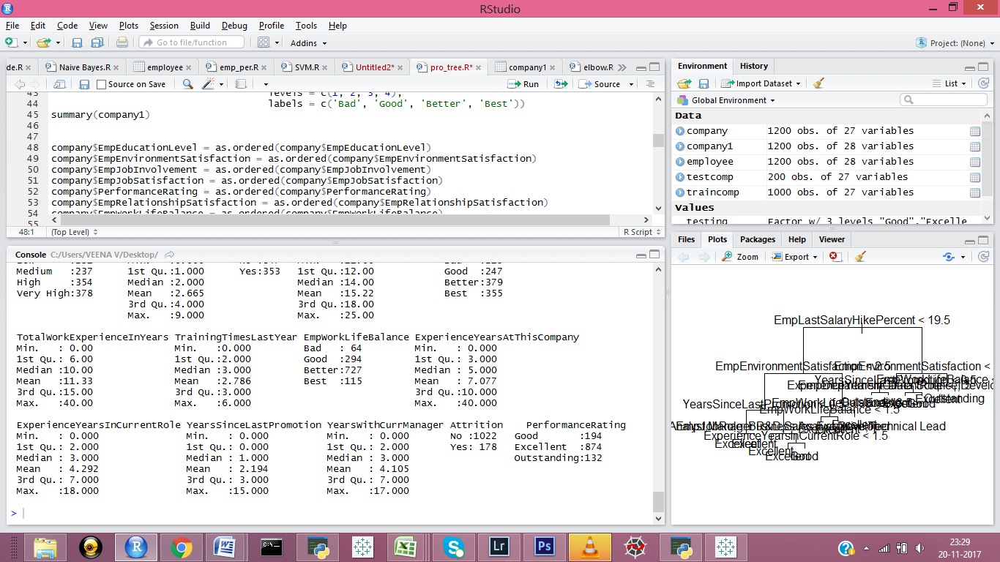 RStudio
File Edit Code View Plots Session Build Debug Profile Tools Help
Go to file/function Addins Project: (None)
de.R Naive Bayes.R employee emp_per.R SVM.R Untitled2* pro_tree.R* company1 elbow.R
Source on Save Run Source
43 levels = c(1, 2, 3, 4),
44 labels = c('Bad', 'Good', 'Better', 'Best'))
45 summary(company1)
46
47
48 company$EmpEducationLevel = as.ordered(company$EmpEducationLevel)
49 company$EmpEnvironmentSatisfaction = as.ordered(company$EmpEnvironmentSatisfaction)
50 company$EmpJobInvolvement = as.ordered(company$EmpJobInvolvement)
51 company$EmpJobSatisfaction = as.ordered(company$EmpJobSatisfaction)
52 company$PerformanceRating = as.ordered(company$PerformanceRating)
53 company$EmpRelationshipSatisfaction = as.ordered(company$EmpRelationshipSatisfaction)
54 company$EmpWorkLifeBalance = as.ordered(company$EmpWorkLifeBalance)
55
48:1 (Top Level) R Script
Console C:/Users/VEENA V/Desktop/
Medium :237 1st Qu.:1.000 Yes:353 1st Qu.:12.00 Good :247
High :354 Median :2.000 Median :14.00 Better:379
Very High:378 Mean :2.665 Mean :15.22 Best :355
3rd Qu.:4.000 3rd Qu.:18.00
Max. :9.000 Max. :25.00
TotalWorkExperienceInYears TrainingTimesLastYear EmpWorkLifeBalance ExperienceYearsAtThisCompany
Min. : 0.00 Min. :0.000 Bad : 64 Min. : 0.000
1st Qu.: 6.00 1st Qu.:2.000 Good :294 1st Qu.: 3.000
Median :10.00 Median :3.000 Better:727 Median : 5.000
Mean :11.33 Mean :2.786 Best :115 Mean : 7.077
3rd Qu.:15.00 3rd Qu.:3.000 3rd Qu.:10.000
Max. :40.00 Max. :6.000 Max. :40.000
ExperienceYearsInCurrentRole YearsSinceLastPromotion YearsWithCurrManager Attrition PerformanceRating
Min. : 0.000 Min. : 0.000 Min. : 0.000 No :1022 Good :194
1st Qu.: 2.000 1st Qu.: 0.000 1st Qu.: 2.000 Yes: 178 Excellent :874
Median : 3.000 Median : 1.000 Median : 3.000 Outstanding:132
Mean : 4.292 Mean : 2.194 Mean : 4.105
3rd Qu.: 7.000 3rd Qu.: 3.000 3rd Qu.: 7.000
Max. :18.000 Max. :15.000 Max. :17.000
>
Environment History
Import Dataset List
Global Environment
Data
company 1200 obs. of 27 variables
company1 1200 obs. of 28 variables
employee 1200 obs. of 28 variables
testcomp 200 obs. of 27 variables
traincomp 1000 obs. of 27 variables
Values
testing Factor w/ 3 levels "Good","Excelle
Files Plots Packages Help Viewer
Zoom Export
EmpLastSalaryHikePercent < 19.5
EmpEnvironmentSatisfaction < 2.5
EmpEnvironmentSatisfaction <
YearsSinceLastPromotion
EmpWorkLifeBalance < 1.5
Technical Lead
ExperienceYearsInCurrentRole < 1.5
Outstanding
Excellent
Excellent
Good
Lr Ps
23:29
20-11-2017